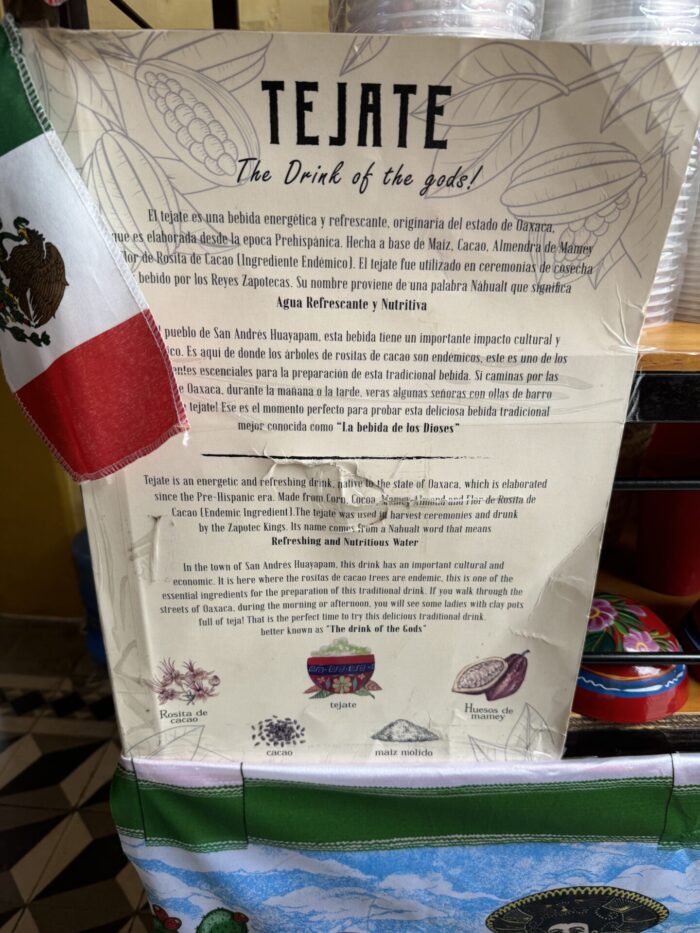 TEJATE
The Drink of the gods!
El tejate es una bebida energética y refrescante, originaria del estado de Oaxaca,
que es elaborada desde la epoca Prehispánica. Hecha a base de Maíz, Cacao, Almendra de Mamey
de Rosita de Cacao (Ingrediente Endémico). El tejate fue utilizado en ceremonias de cosecha
bebido por los Reyes Zapotecas. Su nombre proviene de una palabra Náhualt que significa
Agua Refrescante y Nutritiva
pueblo de San Andrés Huayapam, esta bebida tiene un importante impacto cultural y
Es aquí de donde los árboles de rositas de cacao son endémicos, este es uno de los
escenciales para la preparación de esta tradicional bebida. Si caminas por las
Oaxaca, durante la mañana o la tarde, veras algunas señoras con ollas de barro
tejate! Ese es el momento perfecto para probar esta deliciosa bebida tradicional
mejor conocida como "La bebida de los Dioses"
Tejate is an energetic and refreshing drink, native to the state of Oaxaca, which is elaborated
since the Pre-Hispanic era. Made from Corn, Cocoa, Mamey Almond and Flor de Rosita de
Cacao (Endemic Ingredient).The tejate was used in harvest ceremonies and drunk
by the Zapotec Kings. Its name comes from a Nahualt word that means
Refreshing and Nutritious Water
In the town of San Andres Huayapam, this drink has an important cultural and
economic. It is here where the rositas de cacao trees are endemic, this is one of the
essential ingredients for the preparation of this traditional drink. If you walk through the
streets of Oaxaca, during the morning or afternoon, you will see some ladies with clay pots
full of teja! That is the perfect time to try this delicious traditional drink.
better known as "The drink of the Gods"
Rosita de
cacao
tejate
Huesos de
mamey
cacao
maiz molido